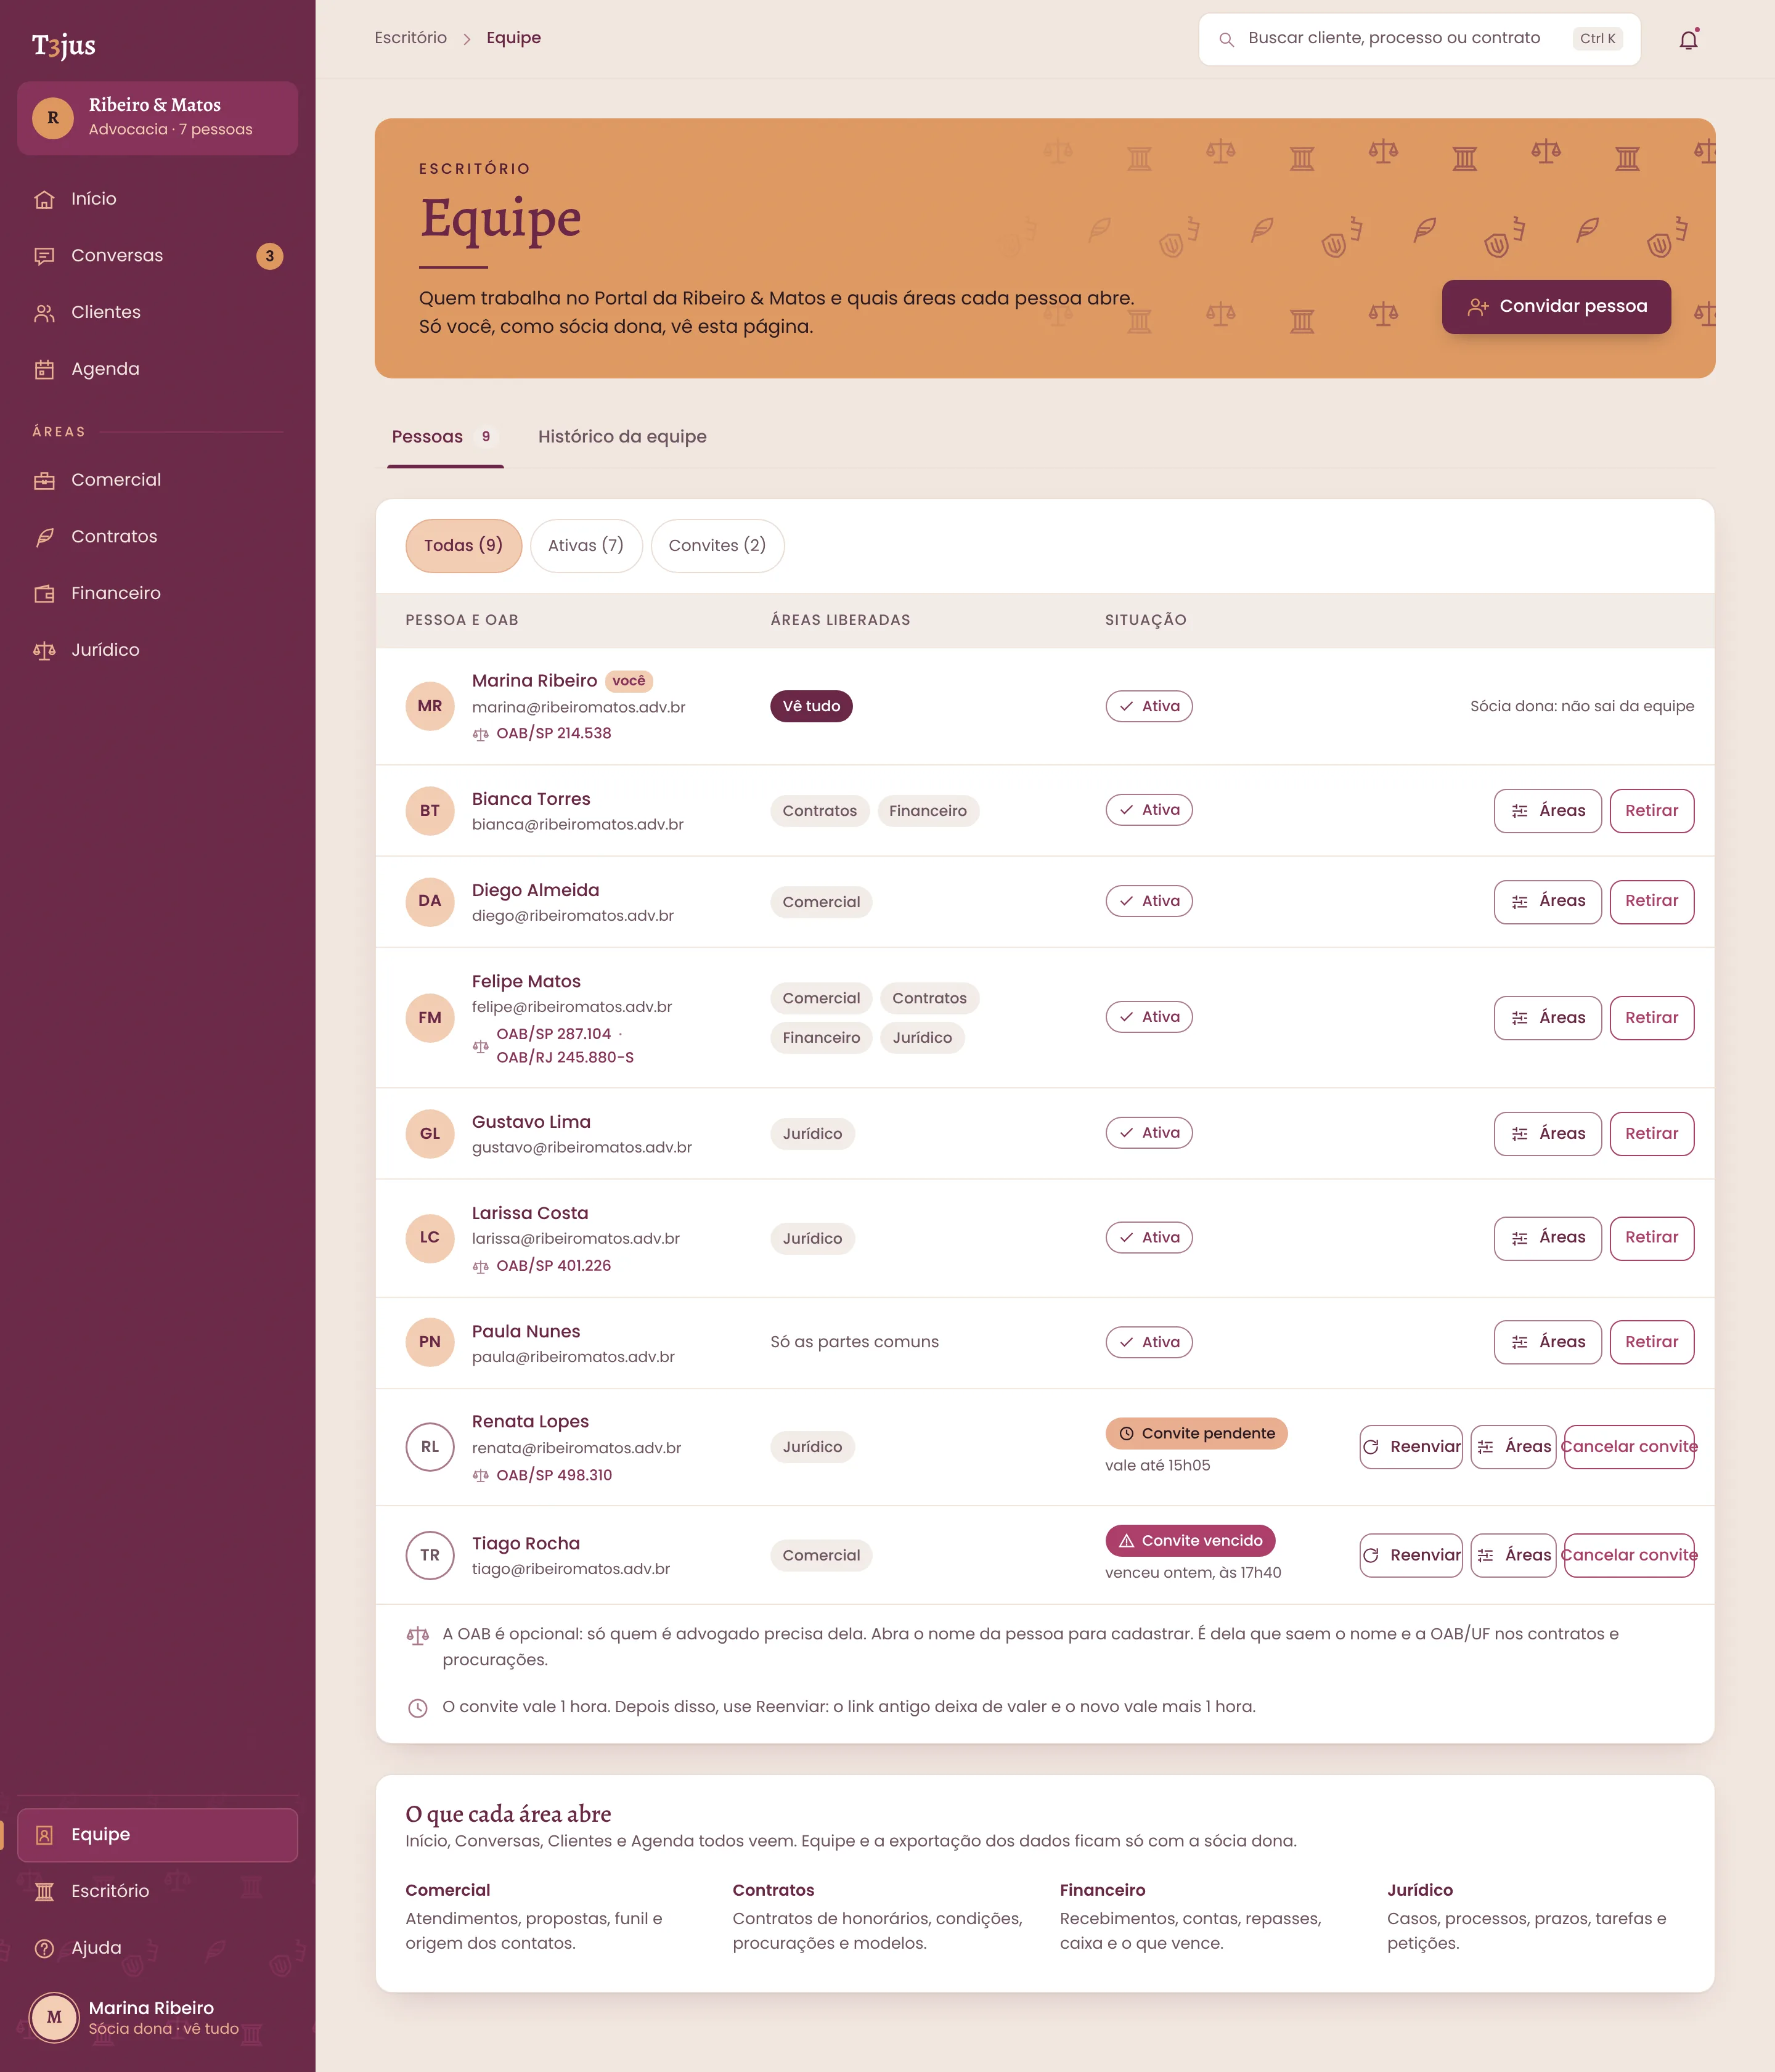 T3jus
R
Ribeiro & Matos
Advocacia · 7 pessoas
Início
Conversas
3
Clientes
Agenda
ÁREAS
Comercial
Contratos
Financeiro
Jurídico
Equipe
Escritório
Ajuda
M
Marina Ribeiro
Sócia dona · vê tudo
Escritório
Equipe
Buscar cliente, processo ou contrato
Ctrl K
ESCRITÓRIO
Equipe
Quem trabalha no Portal da Ribeiro & Matos e quais áreas cada pessoa abre.
Só você, como sócia dona, vê esta página.
Convidar pessoa
Pessoas 9
Histórico da equipe
Todas (9)
Ativas (7)
Convites (2)
PESSOA E OAB
ÁREAS LIBERADAS
SITUAÇÃO
MR
Marina Ribeiro você
marina@ribeiromatos.adv.br
OAB/SP 214.538
Vê tudo
Ativa
Sócia dona: não sai da equipe
BT
Bianca Torres
bianca@ribeiromatos.adv.br
Contratos
Financeiro
Ativa
Áreas
Retirar
DA
Diego Almeida
diego@ribeiromatos.adv.br
Comercial
Ativa
Áreas
Retirar
FM
Felipe Matos
felipe@ribeiromatos.adv.br
OAB/SP 287.104 ·
OAB/RJ 245.880-S
Comercial
Contratos
Financeiro
Jurídico
Ativa
Áreas
Retirar
GL
Gustavo Lima
gustavo@ribeiromatos.adv.br
Jurídico
Ativa
Áreas
Retirar
LC
Larissa Costa
larissa@ribeiromatos.adv.br
OAB/SP 401.226
Jurídico
Ativa
Áreas
Retirar
PN
Paula Nunes
paula@ribeiromatos.adv.br
Só as partes comuns
Ativa
Áreas
Retirar
RL
Renata Lopes
renata@ribeiromatos.adv.br
OAB/SP 498.310
Jurídico
Convite pendente
vale até 15h05
Reenviar
Áreas
Cancelar convite
TR
Tiago Rocha
tiago@ribeiromatos.adv.br
Comercial
Convite vencido
venceu ontem, às 17h40
Reenviar
Áreas
Cancelar convite
A OAB é opcional: só quem é advogado precisa dela. Abra o nome da pessoa para cadastrar. É dela que saem o nome e a OAB/UF nos contratos e
procurações.
O convite vale 1 hora. Depois disso, use Reenviar: o link antigo deixa de valer e o novo vale mais 1 hora.
O que cada área abre
Início, Conversas, Clientes e Agenda todos veem. Equipe e a exportação dos dados ficam só com a sócia dona.
Comercial
Atendimentos, propostas, funil e
origem dos contatos.
Contratos
Contratos de honorários, condições,
procurações e modelos.
Financeiro
Recebimentos, contas, repasses,
caixa e o que vence.
Jurídico
Casos, processos, prazos, tarefas e
petições.